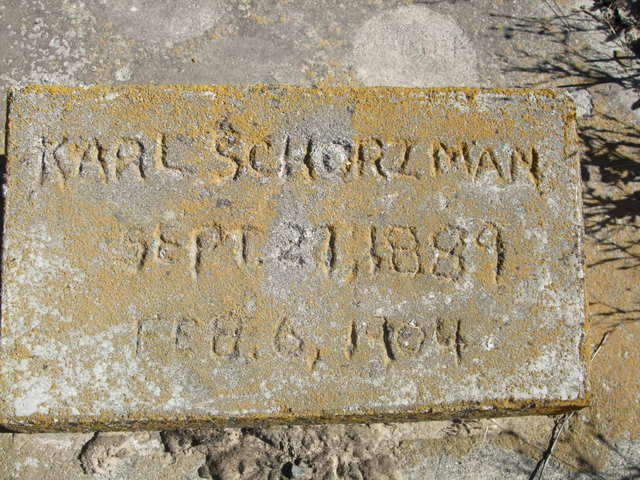 KARL SCHORZMAN
SEPT. 21, 1889
FEB. 6, 1904